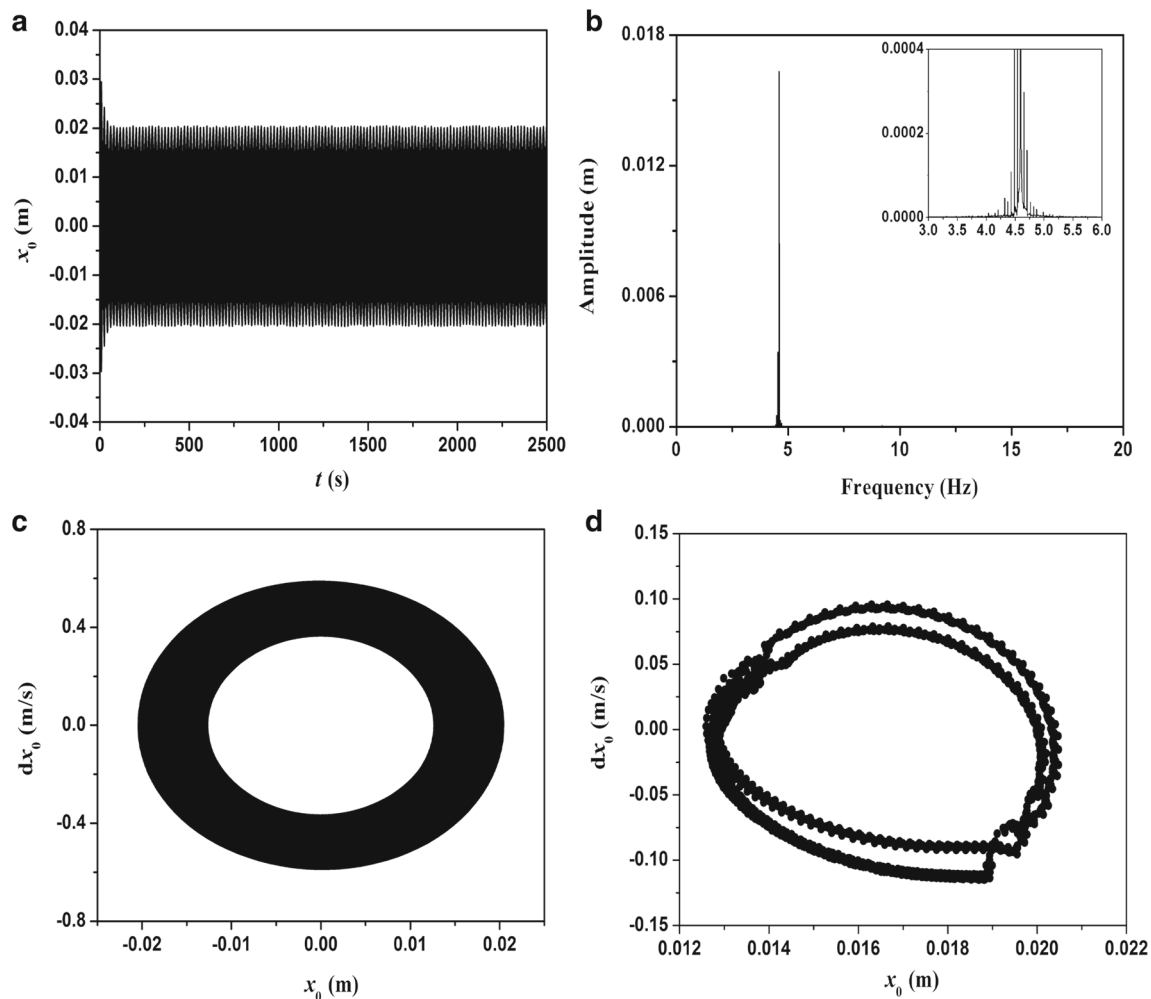 a
0.04
0.03
0.02
0.01
0.00
-0.01
-0.02
-0.03
-0.04
x₀ (m)
0 500 1000 1500 2000 2500
t (s)
b
0.018
0.012
0.006
0.000
Amplitude (m)
0 5 10 15 20
Frequency (Hz)
0.0004
0.0002
0.0000
3.0 3.5 4.0 4.5 5.0 5.5 6.0
c
0.8
0.4
0.0
-0.4
-0.8
dx₀ (m/s)
-0.02 -0.01 0.00 0.01 0.02
x₀ (m)
d
0.15
0.10
0.05
0.00
-0.05
-0.10
-0.15
dx₀ (m/s)
0.012 0.014 0.016 0.018 0.020 0.022
x₀ (m)